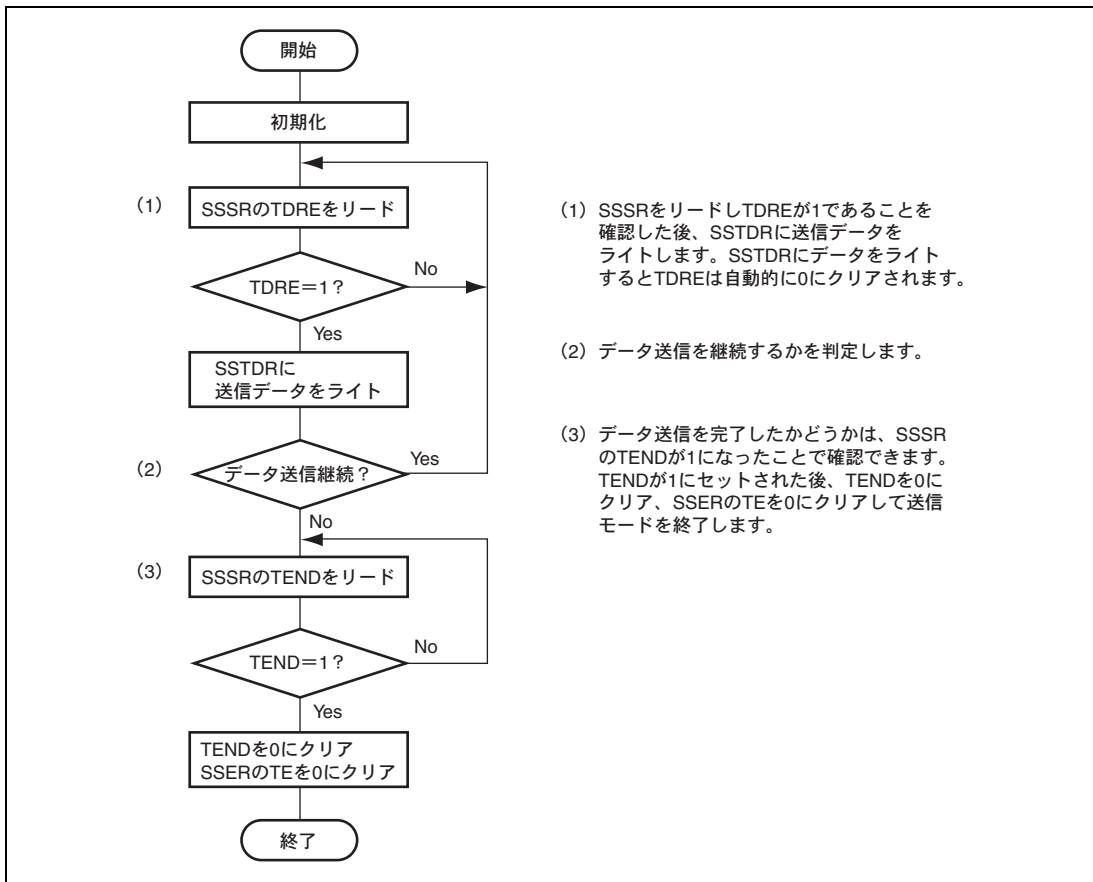 開始
初期化
(1)
SSSRのTDREをリード
TDRE＝1？
No
Yes
SSTDRに
送信データをライト
(2)
データ送信継続？
Yes
No
(3)
SSSRのTENDをリード
TEND＝1？
No
Yes
TENDを0にクリア
SSERのTEを0にクリア
終了
(1) SSSRをリードしTDREが1であることを
確認した後、SSTDRに送信データを
ライトします。SSTDRにデータをライト
するとTDREは自動的に0にクリアされます。
(2) データ送信を継続するかを判定します。
(3) データ送信を完了したかどうかは、SSSR
のTENDが1になったことで確認できます。
TENDが1にセットされた後、TENDを0に
クリア、SSERのTEを0にクリアして送信
モードを終了します。